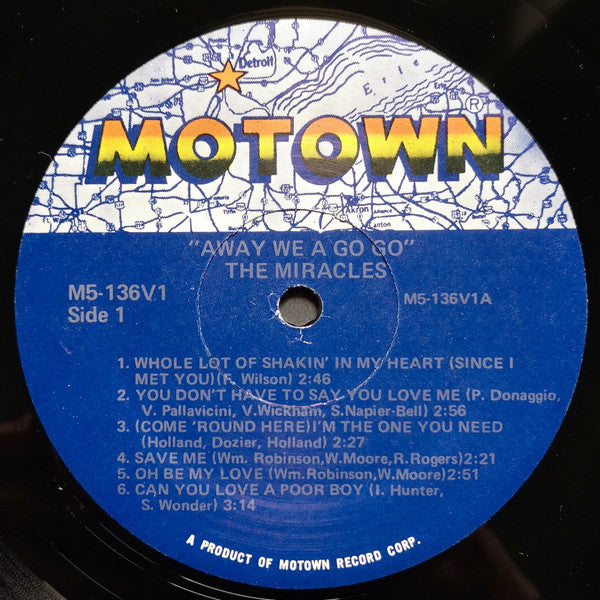 Detroit
Erie
Erie
MOTOWN®
Akron
Canton
"AWAY WE A GO GO"
THE MIRACLES
M5-136V1
Side 1
M5-136V1A
1. WHOLE LOT OF SHAKIN' IN MY HEART (SINCE I
MET YOU)(F. Wilson) 2:46
2. YOU DON'T HAVE TO SAY YOU LOVE ME (P. Donaggio,
V. Pallavicini, V.Wickham, S.Napier-Bell) 2:56
3. (COME 'ROUND HERE)I'M THE ONE YOU NEED
(Holland, Dozier, Holland) 2:27
4. SAVE ME (Wm. Robinson,W.Moore,R.Rogers)2:21
5. OH BE MY LOVE (Wm.Robinson,W.Moore)2:51
6. CAN YOU LOVE A POOR BOY (I. Hunter,
S. Wonder) 3:14
A PRODUCT OF MOTOWN RECORD CORP.